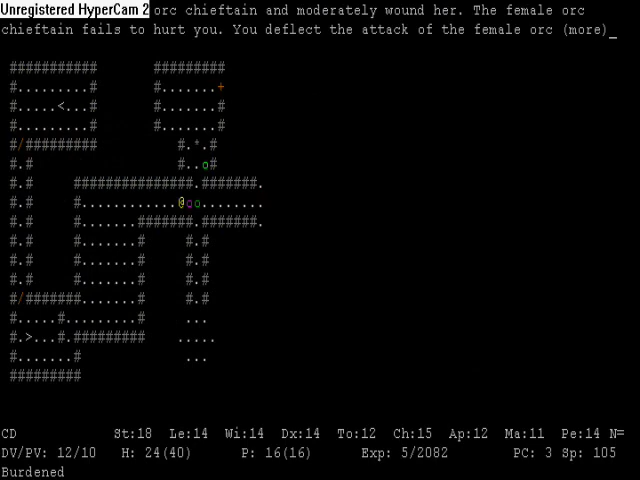 Unregistered HyperCam 2 orc chieftain and moderately wound her. The female orc
chieftain fails to hurt you. You deflect the attack of the female orc (more)_
########### #########
#.........# #.......+
#.....<...# #.......#
#.........# #.......#
#/######### #.^.#
#.# #..o#
#.# ###############.#######.
#.# #............@oo........
#.# #......#######.#######.
#.# #......# #.#
#.# #......# #.#
#.# #......# #.#
#/#######......# #.#
#.....#.........# ...
#.>...#.######### .....
#.......# ...
#########
CD St:18 Le:14 Wi:14 Dx:14 To:12 Ch:15 Ap:12 Ma:11 Pe:14 N=
DV/PV: 12/10 H: 24(40) P: 16(16) Exp: 5/2082 PC: 3 Sp: 105
Burdened